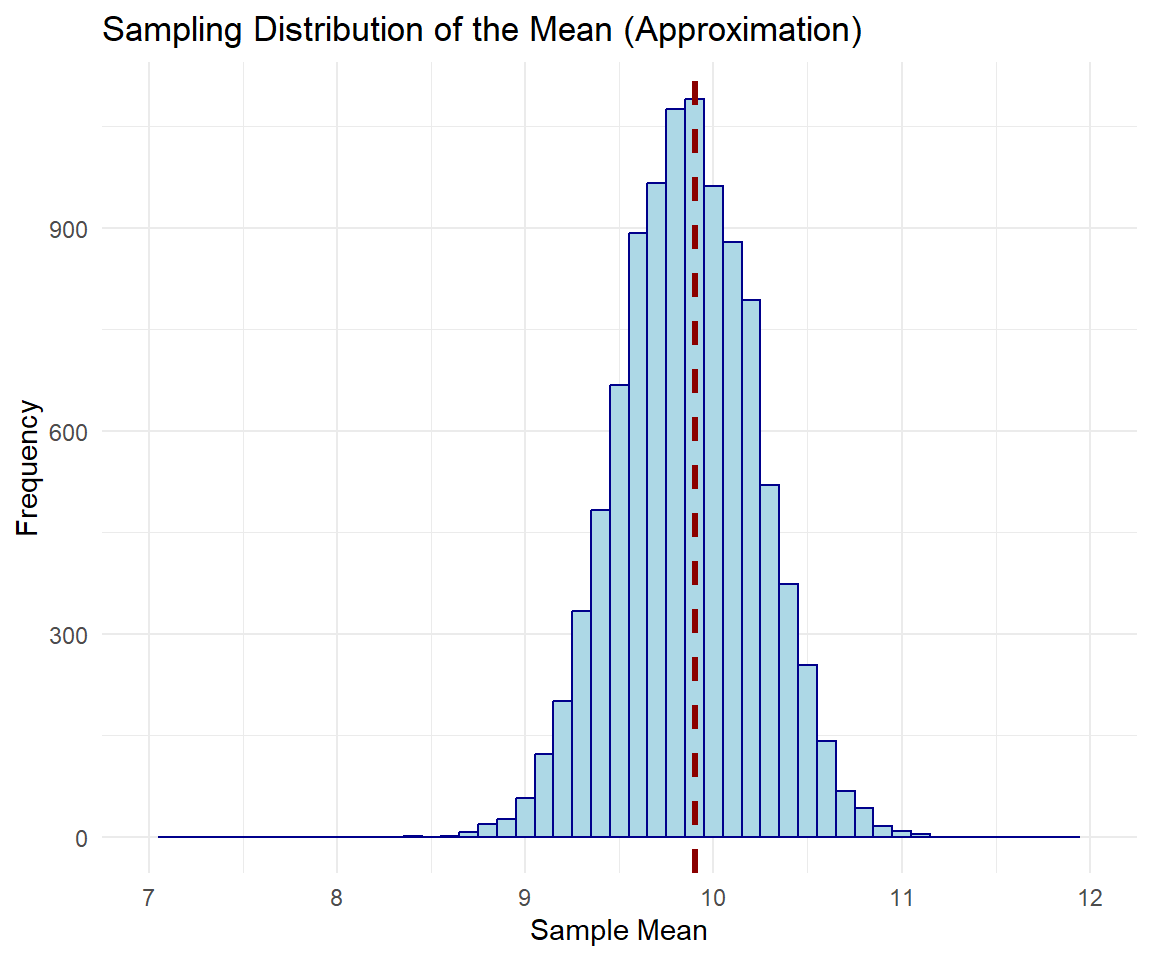 Sampling Distribution of the Mean (Approximation)
Frequency
900
600
300
0
7 8 9 10 11 12
Sample Mean